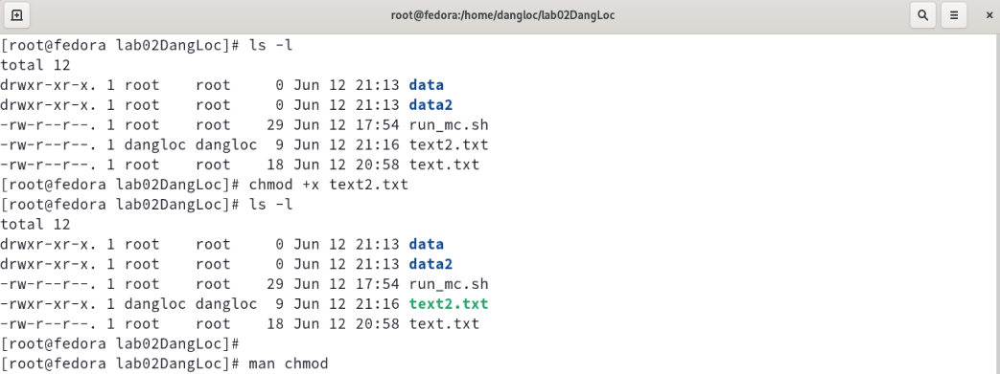 root@fedora:/home/dangloc/lab02DangLoc
[root@fedora lab02DangLoc]# ls -l
total 12
drwxr-xr-x. 1 root    root     0 Jun 12 21:13 data
drwxr-xr-x. 1 root    root     0 Jun 12 21:13 data2
-rw-r--r--. 1 root    root    29 Jun 12 17:54 run_mc.sh
-rw-r--r--. 1 dangloc dangloc  9 Jun 12 21:16 text2.txt
-rw-r--r--. 1 root    root    18 Jun 12 20:58 text.txt
[root@fedora lab02DangLoc]# chmod +x text2.txt
[root@fedora lab02DangLoc]# ls -l
total 12
drwxr-xr-x. 1 root    root     0 Jun 12 21:13 data
drwxr-xr-x. 1 root    root     0 Jun 12 21:13 data2
-rw-r--r--. 1 root    root    29 Jun 12 17:54 run_mc.sh
-rwxr-xr-x. 1 dangloc dangloc  9 Jun 12 21:16 text2.txt
-rw-r--r--. 1 root    root    18 Jun 12 20:58 text.txt
[root@fedora lab02DangLoc]#
[root@fedora lab02DangLoc]# man chmod